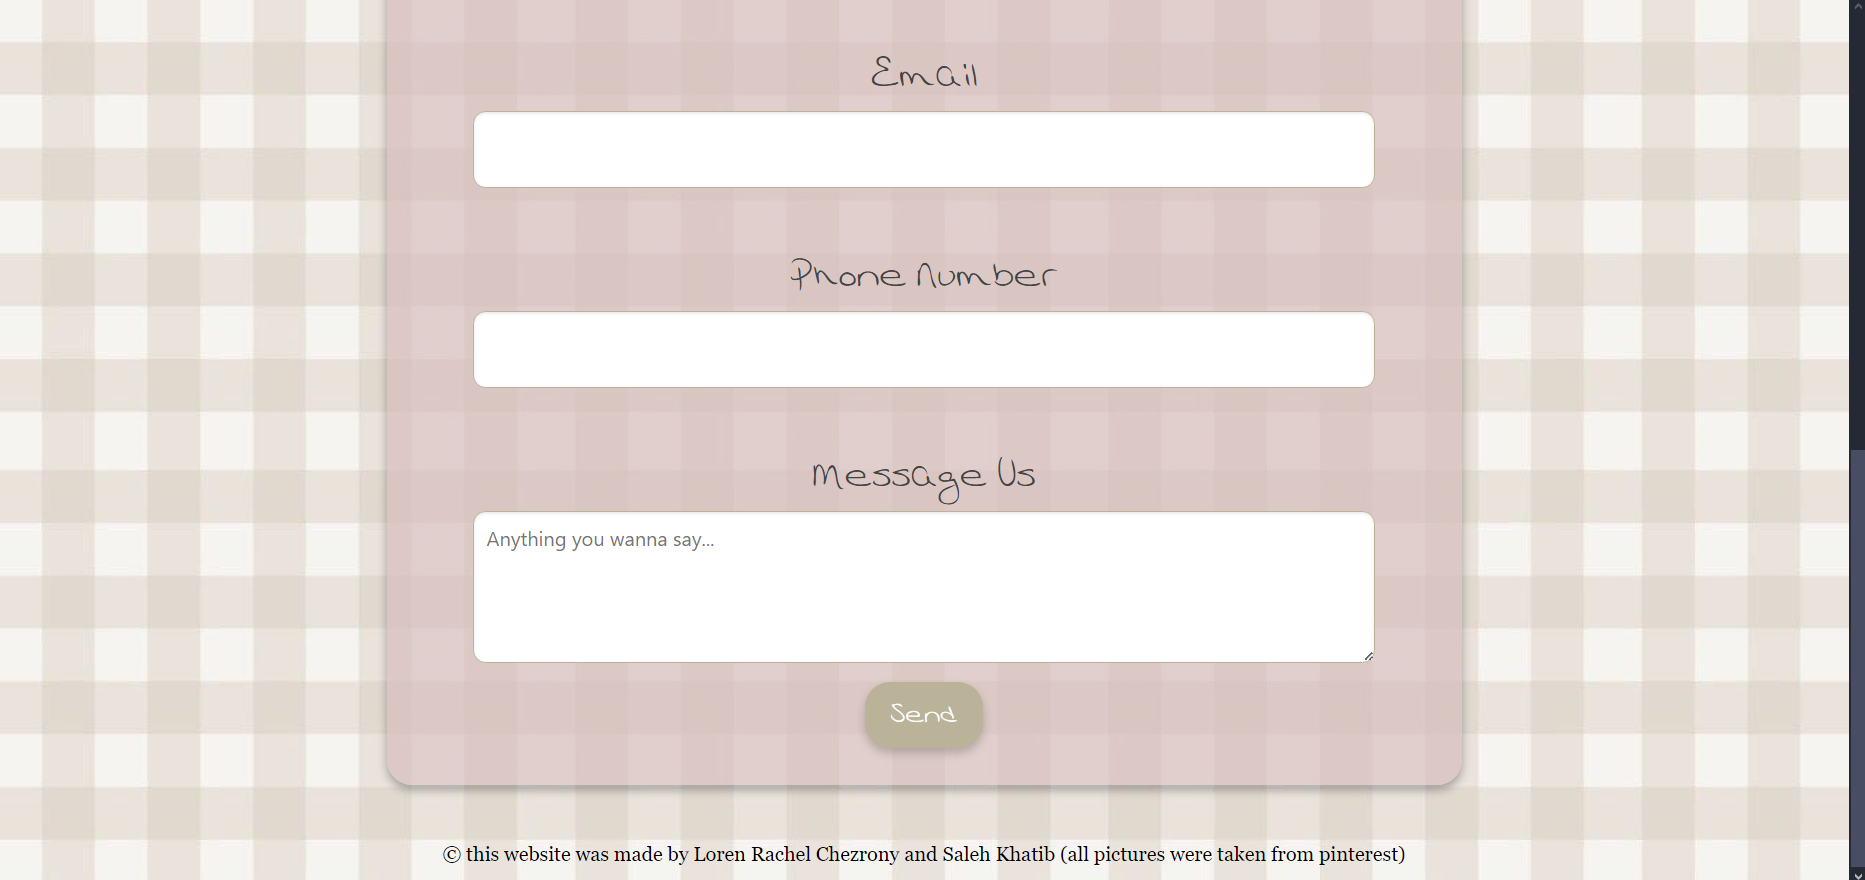 Email
Phone Number
Message Us
Anything you wanna say...
Send
© this website was made by Loren Rachel Chezrony and Saleh Khatib (all pictures were taken from pinterest)